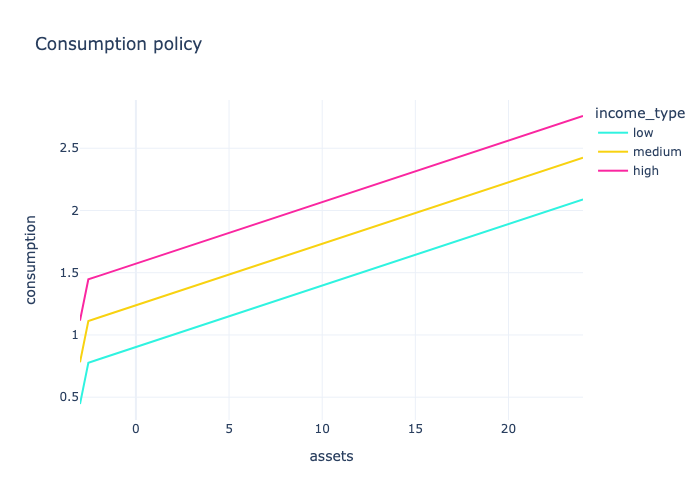 Consumption policy
income_type
low
medium
high
2.5
2
1.5
1
0.5
consumption
0
5
10
15
20
assets